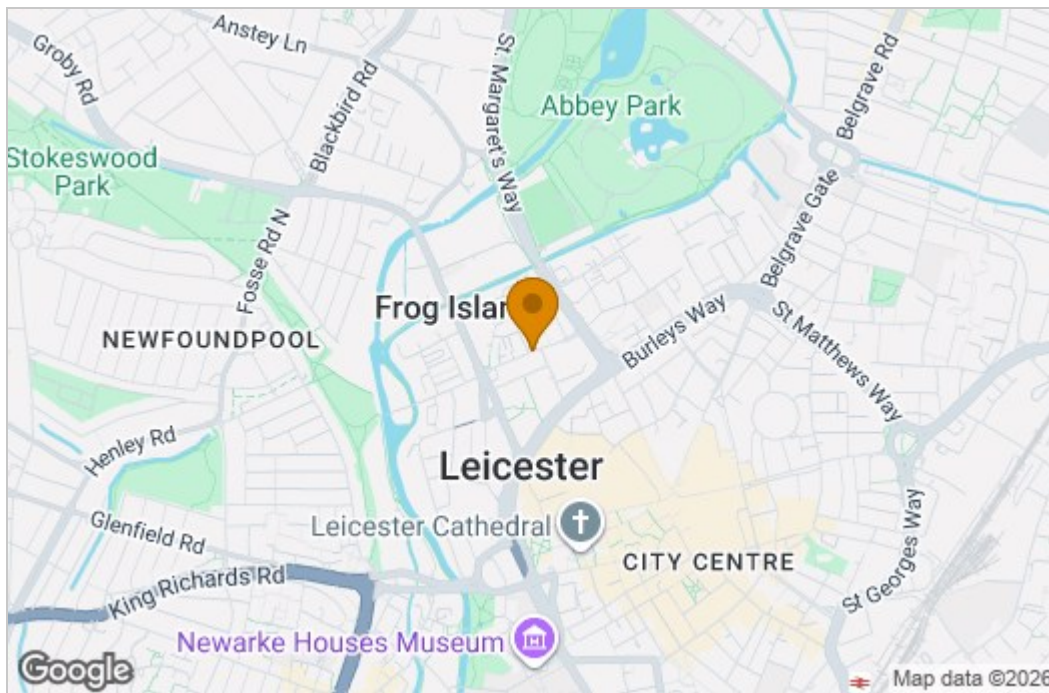 Anstey Ln
Groby Rd
Blackbird Rd
St. Margaret's Way
Belgrave Rd
Abbey Park
Stokeswood
Park
Fosse Rd N
Belgrave Gate
Frog Islan
NEWFOUNDPOOL
Burleys Way
St Matthews Way
Henley Rd
Leicester
Leicester Cathedral
Glenfield Rd
CITY CENTRE
St Georges Way
King Richards Rd
Newarke Houses Museum
Google
Map data ©2026